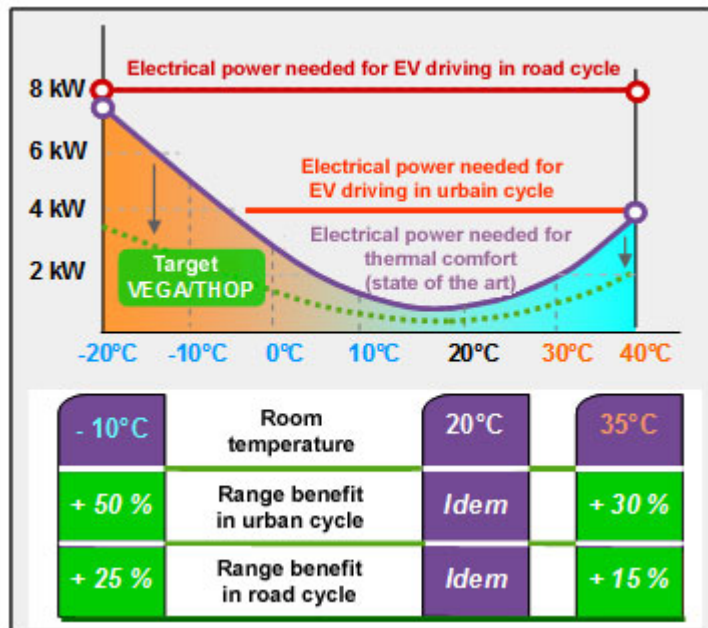 Electrical power needed for EV driving in road cycle
8 kW
6 kW
Electrical power needed for
EV driving in urbain cycle
4 kW
Electrical power needed for
thermal comfort
(state of the art)
Target
VEGA/THOP
2 kW
-20°C -10°C 0°C 10°C 20°C 30°C 40°C
- 10°C Room temperature 20°C 35°C
+ 50 % Range benefit in urban cycle Idem + 30 %
+ 25 % Range benefit in road cycle Idem + 15 %